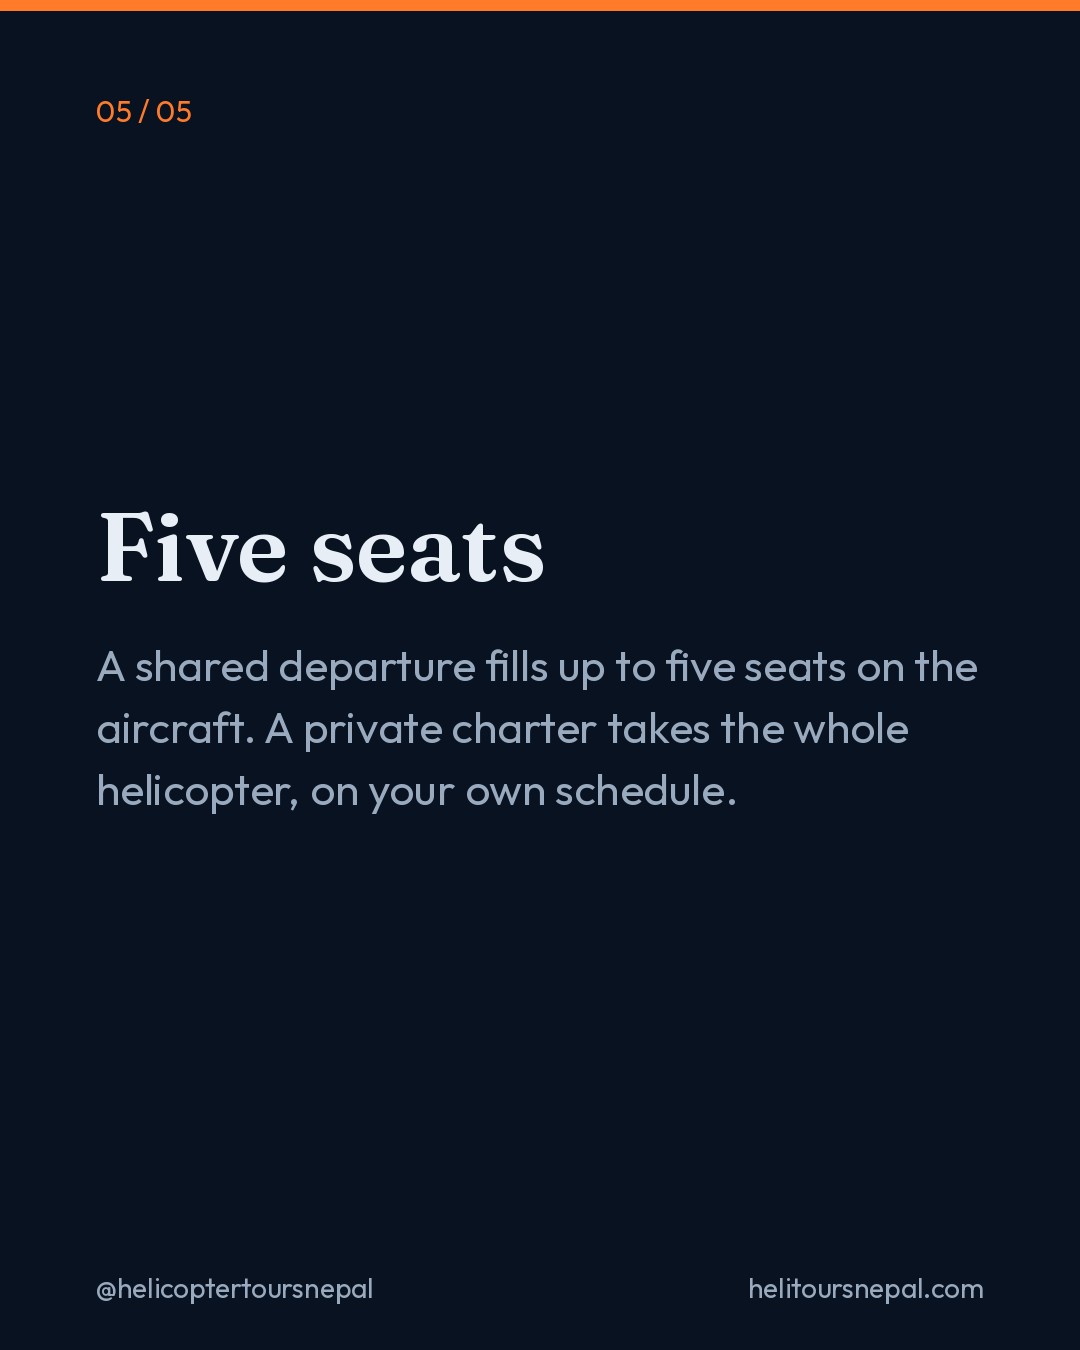 05 / 05
Five seats
A shared departure fills up to five seats on the
aircraft. A private charter takes the whole
helicopter, on your own schedule.
@helicoptertoursnepal
helitoursnepal.com